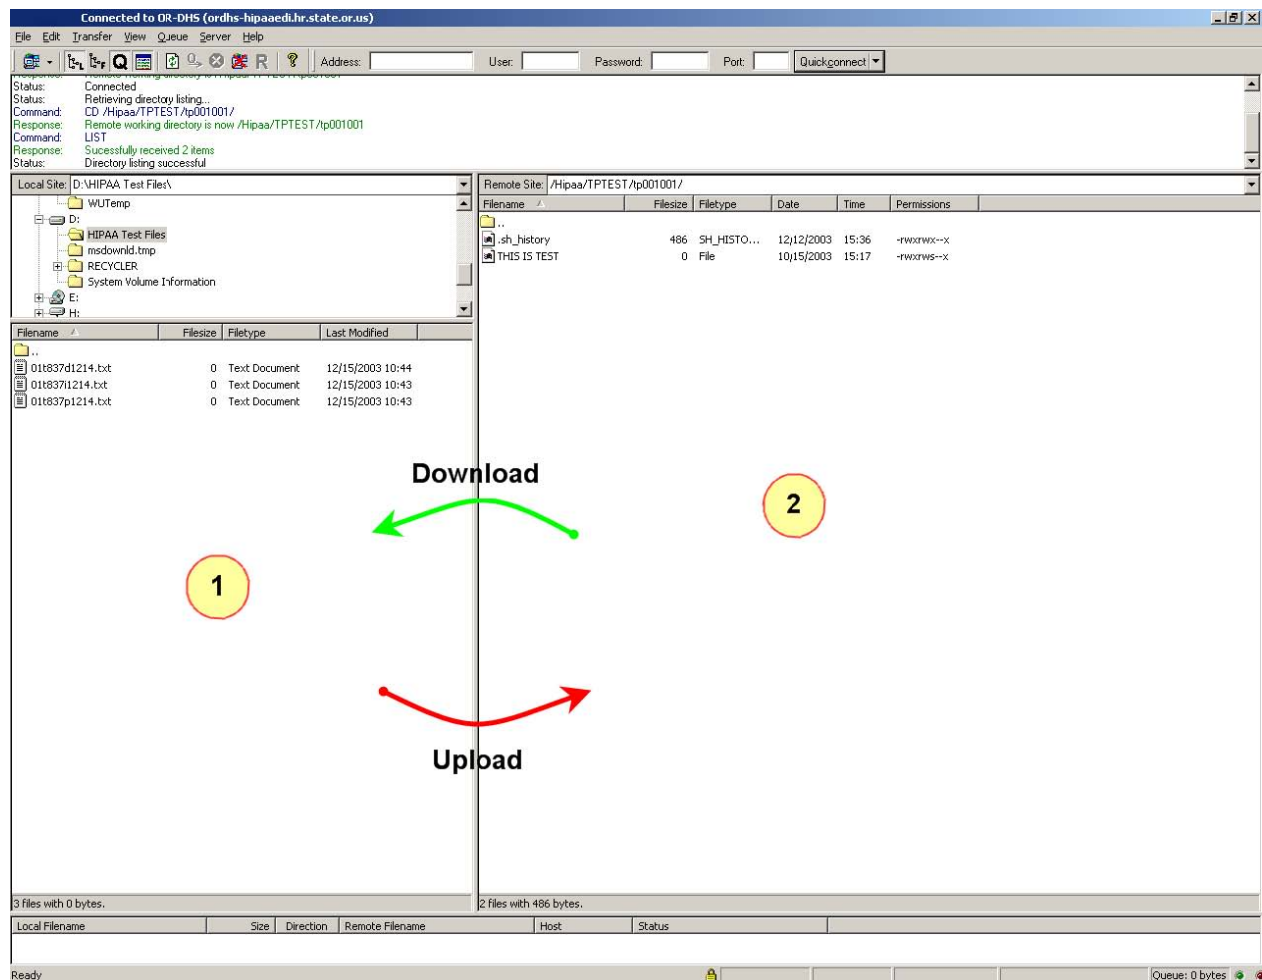 Connected to OR-DHS (ordhs-hipaaedi.hr.state.or.us)
File Edit Transfer View Queue Server Help
Address: User: Password: Port: Quickconnect
Response: Remote working directory is /Hipaa/TPTEST/tp001001
Status: Connected
Status: Retrieving directory listing...
Command: CD /Hipaa/TPTEST/tp001001/
Response: Remote working directory is now /Hipaa/TPTEST/tp001001
Command: LIST
Response: Sucessfully received 2 items
Status: Directory listing successful
Local Site: D:\HIPAA Test Files\
WUTemp
D:
HIPAA Test Files
msdownld.tmp
RECYCLER
System Volume Information
E:
H:
Filename Filesize Filetype Last Modified
..
01t837d1214.txt 0 Text Document 12/15/2003 10:44
01t837i1214.txt 0 Text Document 12/15/2003 10:43
01t837p1214.txt 0 Text Document 12/15/2003 10:43
3 files with 0 bytes.
Remote Site: /Hipaa/TPTEST/tp001001/
Filename Filesize Filetype Date Time Permissions
..
.sh_history 486 SH_HISTO... 12/12/2003 15:36 -rwxrwx--x
THIS IS TEST 0 File 10/15/2003 15:17 -rwxrws--x
2 files with 486 bytes.
Download
2
1
Upload
Local Filename Size Direction Remote Filename Host Status
Ready Queue: 0 bytes